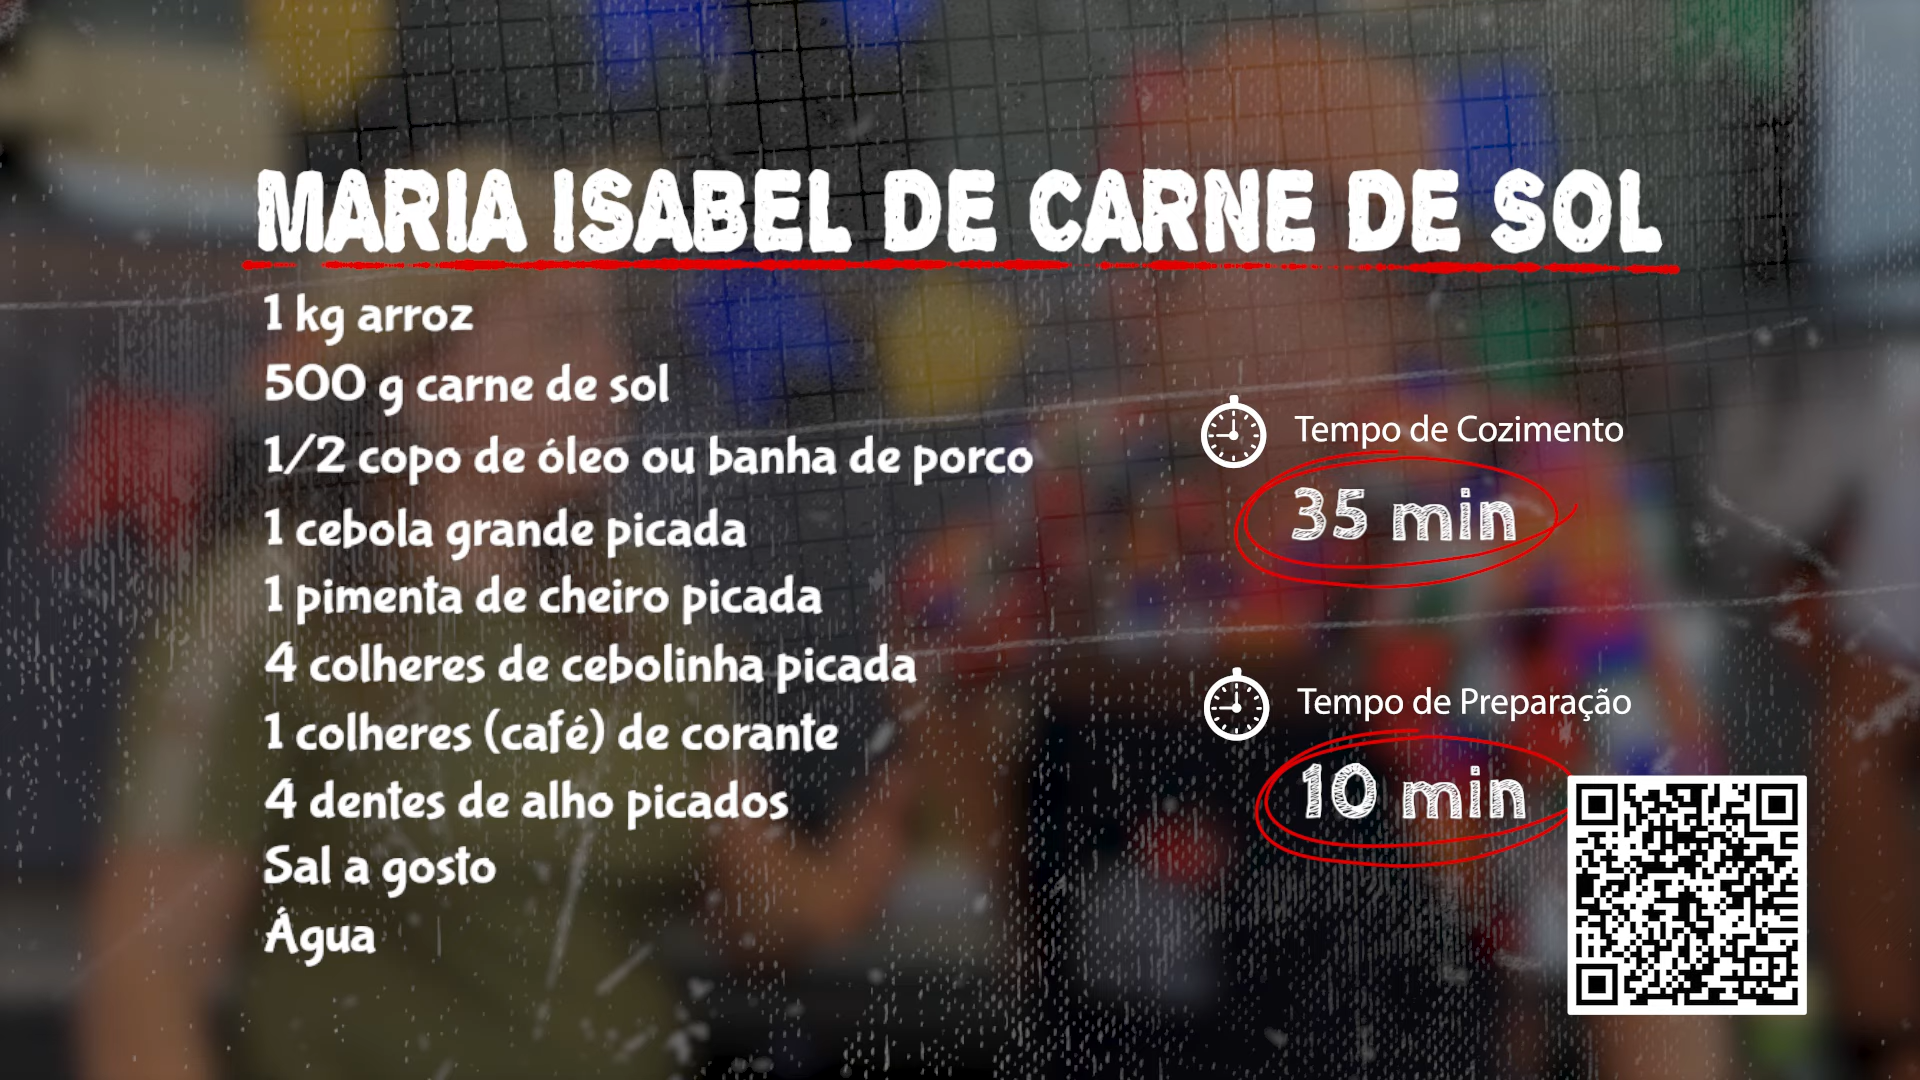 MARIA ISABEL DE CARNE DE SOL
1 kg arroz
500 g carne de sol
1/2 copo de óleo ou banha de porco
1 cebola grande picada
1 pimenta de cheiro picada
4 colheres de cebolinha picada
1 colheres (café) de corante
4 dentes de alho picados
Sal a gosto
Água
Tempo de Cozimento
35 min
Tempo de Preparação
10 min